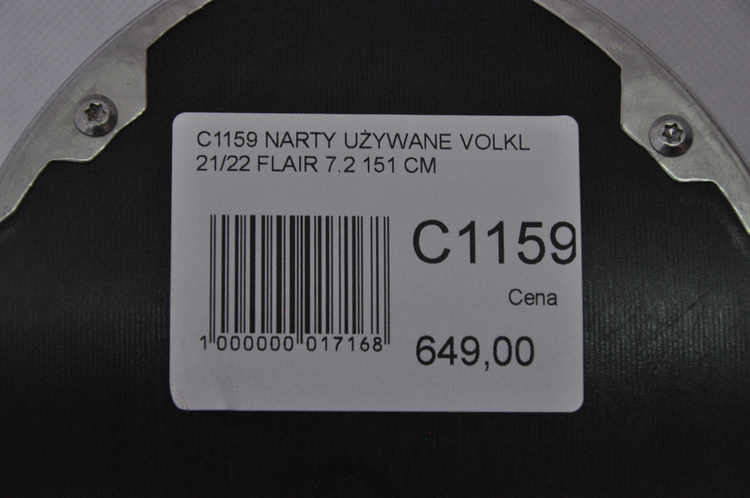 C1159 NARTY UŻYWANE VOLKL
21/22 FLAIR 7.2 151 CM
C1159
Cena
1 000000 017168
649,00